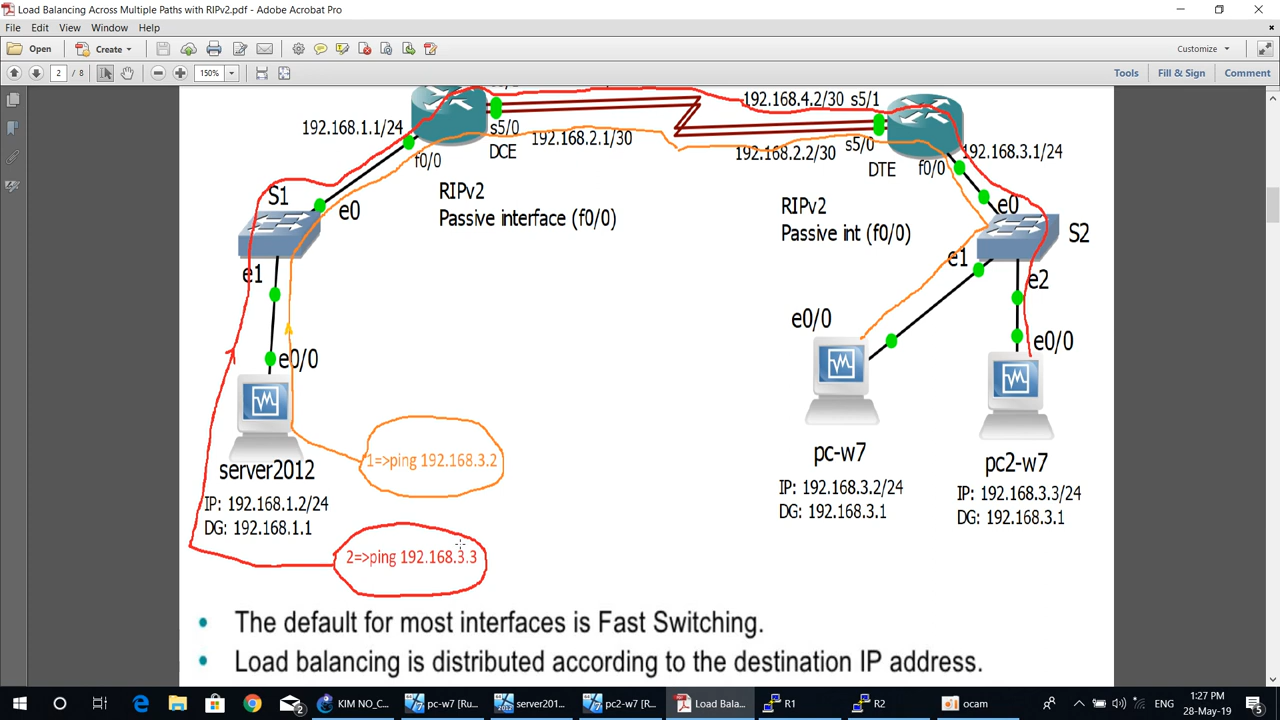 Load Balancing Across Multiple Paths with RIPv2.pdf - Adobe Acrobat Pro
File Edit View Window Help
Open Create Customize
2 / 8 150% Tools Fill & Sign Comment
192.168.4.2/30 s5/1
192.168.1.1/24 s5/0 192.168.2.1/30 s5/0 192.168.3.1/24
f0/0 DCE 192.168.2.2/30 DTE f0/0
S1 RIPv2
e0 Passive interface (f0/0)
RIPv2 e0
Passive int (f0/0) S2
e1 e1
e2
e0/0 e0/0 e0/0
1=>ping 192.168.3.2
server2012 pc-w7 pc2-w7
IP: 192.168.1.2/24 IP: 192.168.3.2/24 IP: 192.168.3.3/24
DG: 192.168.1.1 DG: 192.168.3.1 DG: 192.168.3.1
2=>ping 192.168.3.3
• The default for most interfaces is Fast Switching.
• Load balancing is distributed according to the destination IP address.
2 KIM NO_C... pc-w7 [Ru... server201... pc2-w7 [R... Load Bala... R1 R2 ocam ENG 1:27 PM
28-May-19 5